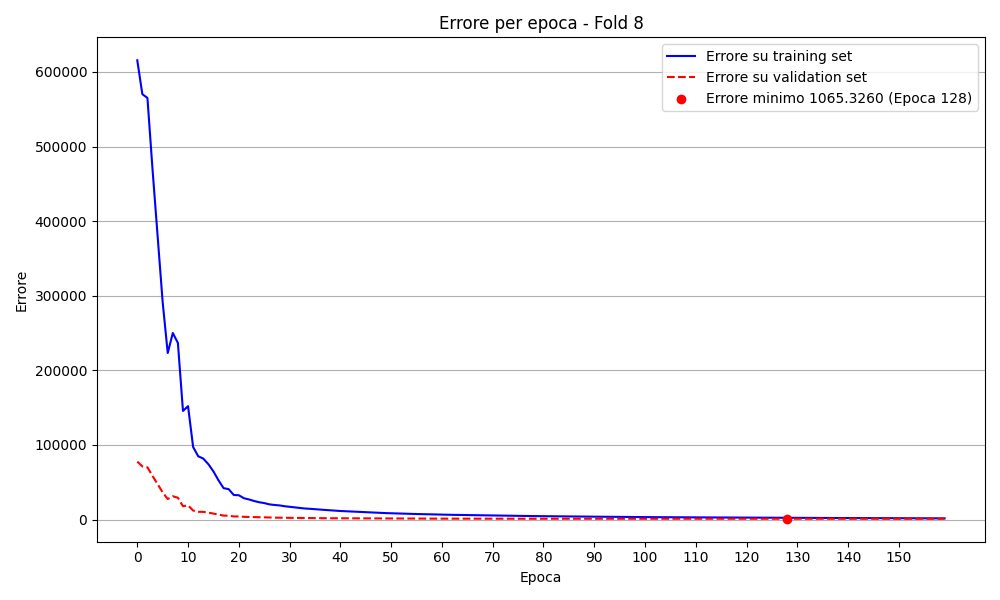 Errore per epoca - Fold 8
Errore su training set
Errore su validation set
Errore minimo 1065.3260 (Epoca 128)
Errore
600000
500000
400000
300000
200000
100000
0
0 10 20 30 40 50 60 70 80 90 100 110 120 130 140 150
Epoca